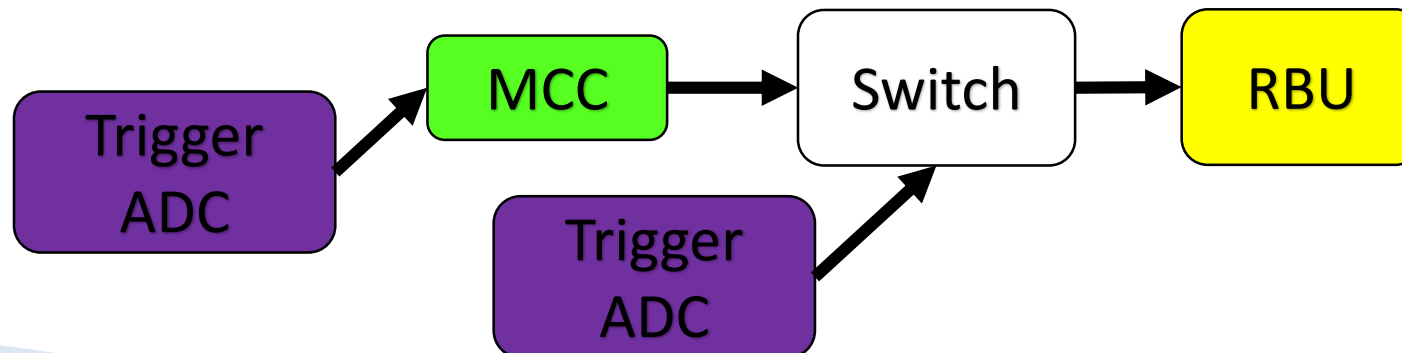 Trigger
ADC
MCC
Switch
RBU
Trigger
ADC